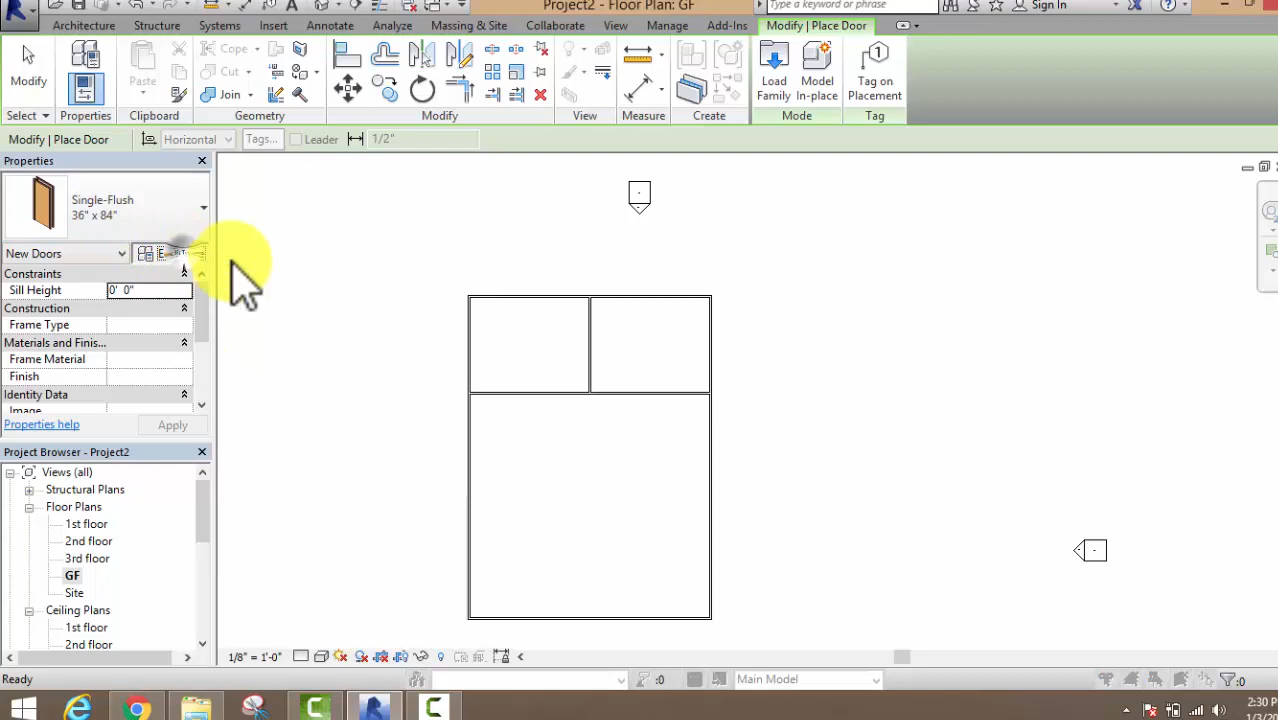 Project2 - Floor Plan: GF
Type a keyword or phrase
Sign In
Architecture
Structure
Systems
Insert
Annotate
Analyze
Massing & Site
Collaborate
View
Manage
Add-Ins
Modify | Place Door
Modify
Paste
Cope
Cut
Join
Load Family
Model In-place
Tag on Placement
Select
Properties
Clipboard
Geometry
Modify
View
Measure
Create
Mode
Tag
Modify | Place Door
Horizontal
Tags...
Leader
1/2"
Properties
Single-Flush
36" x 84"
New Doors
Constraints
Sill Height 0' 0"
Construction
Frame Type
Materials and Finis...
Frame Material
Finish
Identity Data
Image
Properties help
Apply
Project Browser - Project2
Views (all)
Structural Plans
Floor Plans
1st floor
2nd floor
3rd floor
GF
Site
Ceiling Plans
1st floor
2nd floor
1/8" = 1'-0"
Ready
:0
Main Model
:0
2:30 PM